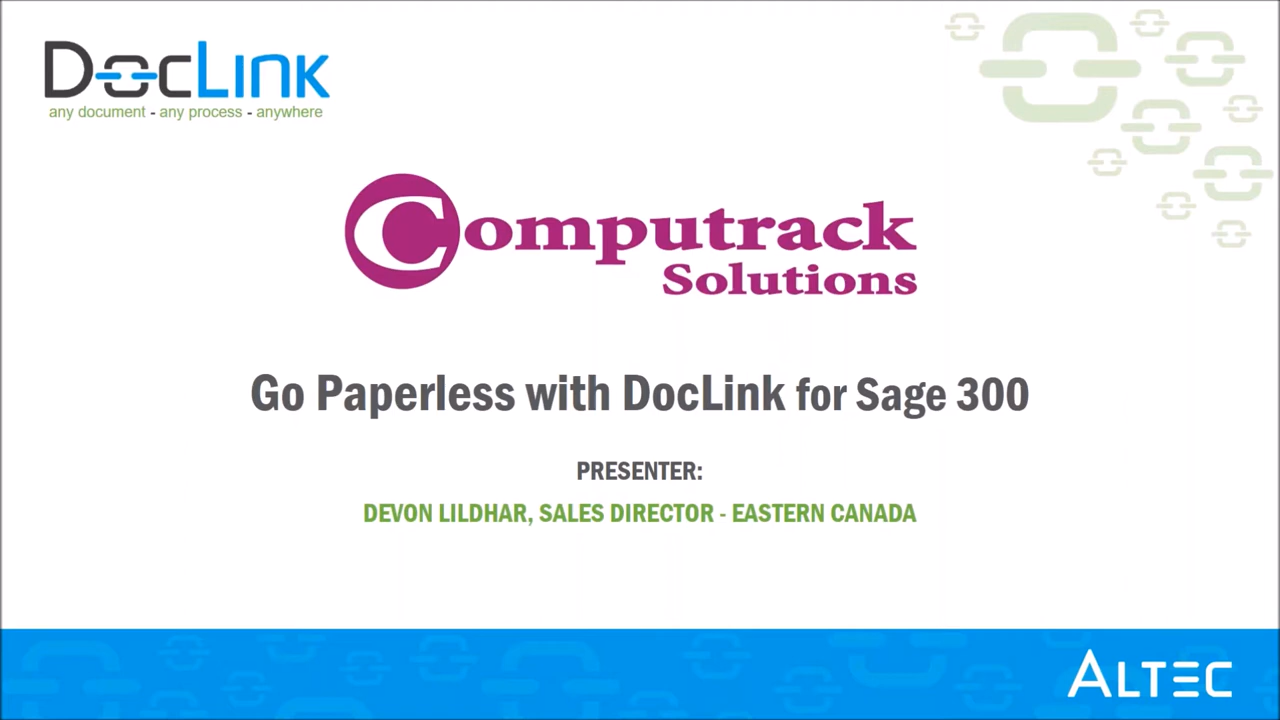 DocLink
any document - any process - anywhere
Computrack
Solutions
Go Paperless with DocLink for Sage 300
PRESENTER:
DEVON LILDHAR, SALES DIRECTOR - EASTERN CANADA
ALTEC